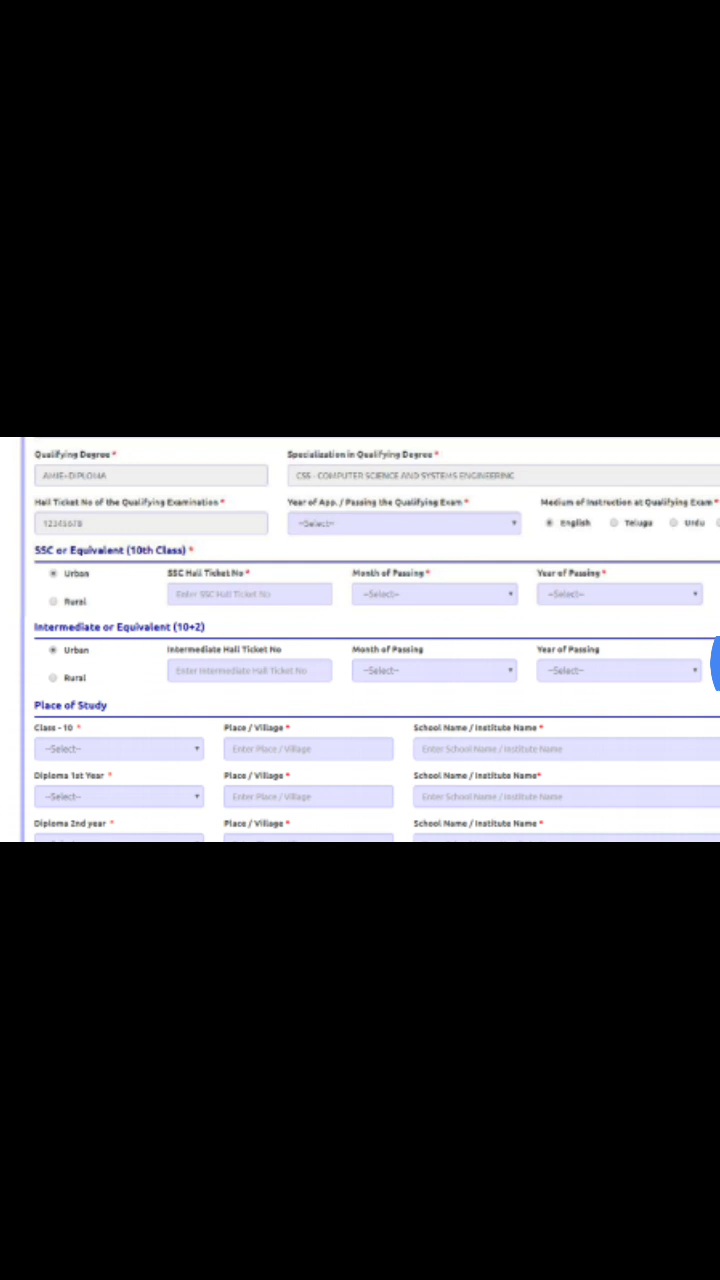 Qualifying Degree * Specialization in Qualifying Degree *
AMIE-DIPLOMA CSS - COMPUTER SCIENCE AND SYSTEMS ENGINEERING
Hall Ticket No of the Qualifying Examination * Year of App. / Passing the Qualifying Exam * Medium of Instruction at Qualifying Exam *
12345678 --Select-- English Telugu Urdu
SSC or Equivalent (10th Class) *
Urban SSC Hall Ticket No * Month of Passing * Year of Passing *
Enter SSC Hall Ticket No --Select-- --Select--
Rural
Intermediate or Equivalent (10+2)
Urban Intermediate Hall Ticket No Month of Passing Year of Passing
Enter Intermediate Hall Ticket No --Select-- --Select--
Rural
Place of Study
Class - 10 * Place / Village * School Name / Institute Name *
--Select-- Enter Place / Village Enter School Name / Institute Name
Diploma 1st Year * Place / Village * School Name / Institute Name*
--Select-- Enter Place / Village Enter School Name / Institute Name
Diploma 2nd year * Place / Village * School Name / Institute Name *